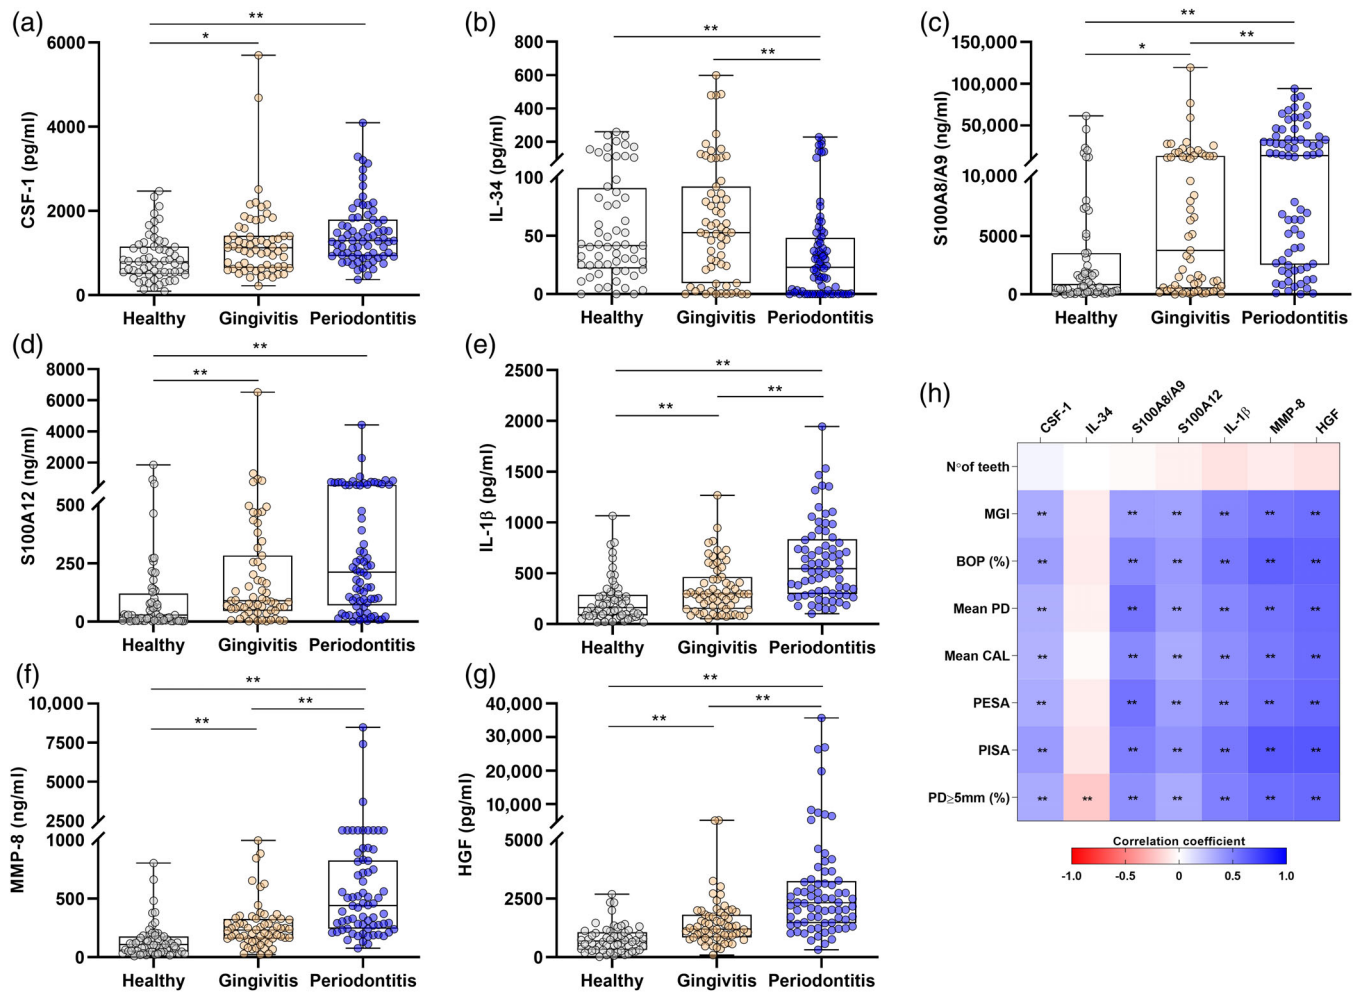 (a)
** 
*
6000
4000
2000
0
CSF-1 (pg/ml)
Healthy Gingivitis Periodontitis
(b)
**
**
800
600
400
200
100
50
0
IL-34 (pg/ml)
Healthy Gingivitis Periodontitis
(c)
**
* **
150,000
100,000
50,000
10,000
5000
0
S100A8/A9 (ng/ml)
Healthy Gingivitis Periodontitis
(d)
**
**
8000
6000
4000
2000
500
250
0
S100A12 (ng/ml)
Healthy Gingivitis Periodontitis
(e)
**
**
**
2500
2000
1500
1000
500
0
IL-1β (pg/ml)
Healthy Gingivitis Periodontitis
(f)
**
**
**
10,000
7500
5000
2500
1000
500
0
MMP-8 (ng/ml)
Healthy Gingivitis Periodontitis
(g)
**
**
**
40,000
30,000
20,000
10,000
5000
2500
0
HGF (pg/ml)
Healthy Gingivitis Periodontitis
(h)
CSF-1 IL-34 S100A8/A9 S100A12 IL-1β MMP-8 HGF
N°of teeth
MGI ** ** ** ** ** **
BOP (%) ** ** ** ** ** **
Mean PD ** ** ** ** ** **
Mean CAL ** ** ** ** ** **
PESA ** ** ** ** ** **
PISA ** ** ** ** ** **
PD≥5mm (%) ** ** ** ** ** ** **
Correlation coefficient
-1.0 -0.5 0 0.5 1.0